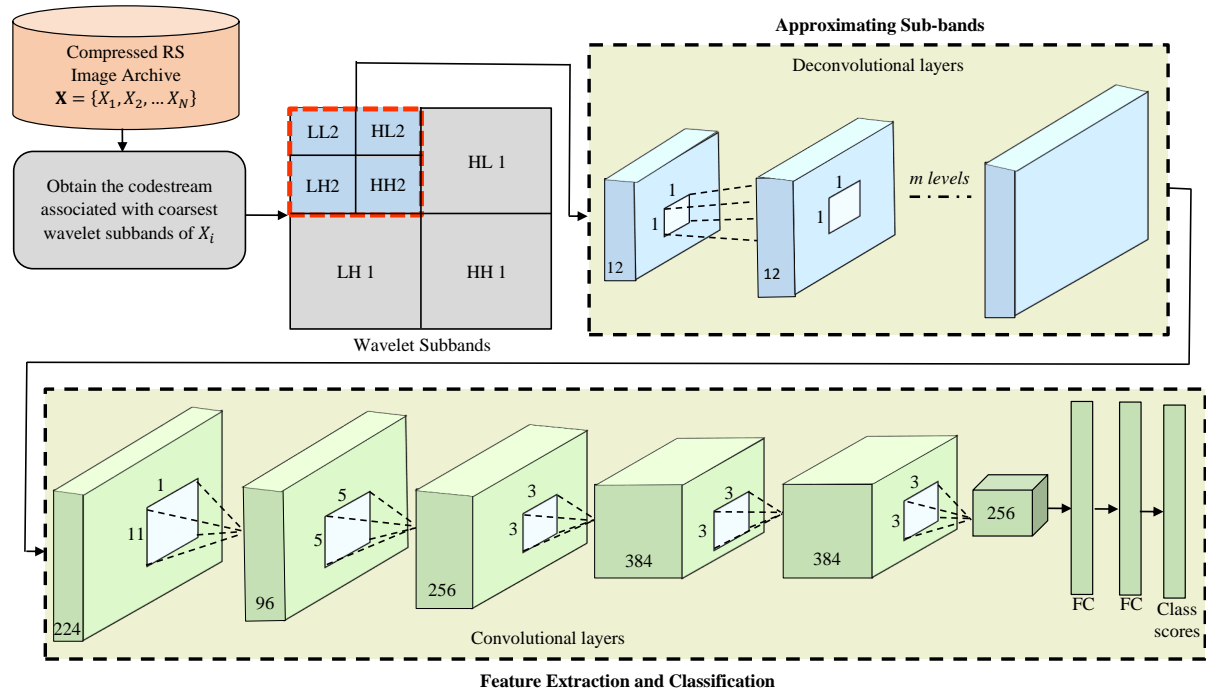 Approximating Sub-bands
Compressed RS
Image Archive
𝐗 = {𝑋₁, 𝑋₂, … 𝑋_N}
Obtain the codestream
associated with coarsest
wavelet subbands of 𝑋ᵢ
LL2
HL2
LH2
HH2
HL 1
LH 1
HH 1
Wavelet Subbands
Deconvolutional layers
1
1
12
1
1
12
m levels
1
11
224
5
5
96
3
3
256
3
3
384
3
3
384
256
FC
FC
Class
scores
Convolutional layers
Feature Extraction and Classification